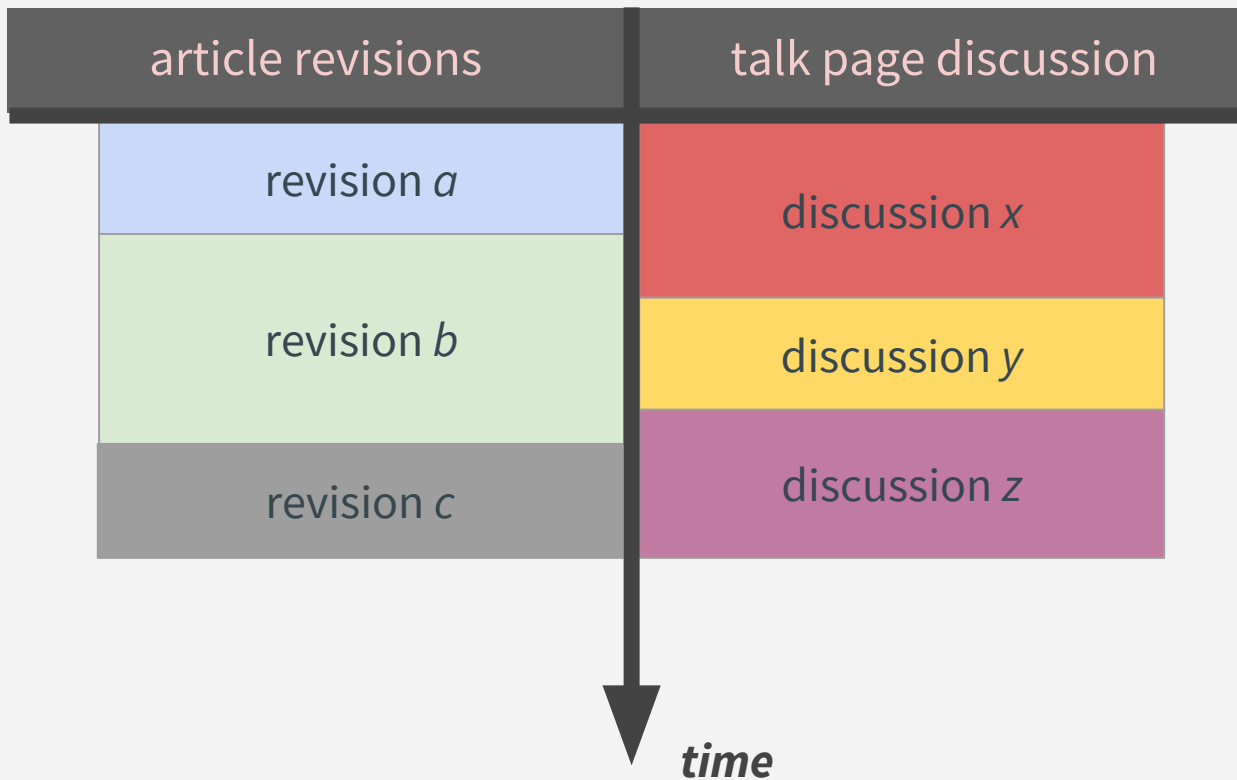 article revisions
talk page discussion
revision a
discussion x
revision b
discussion y
revision c
discussion z
time